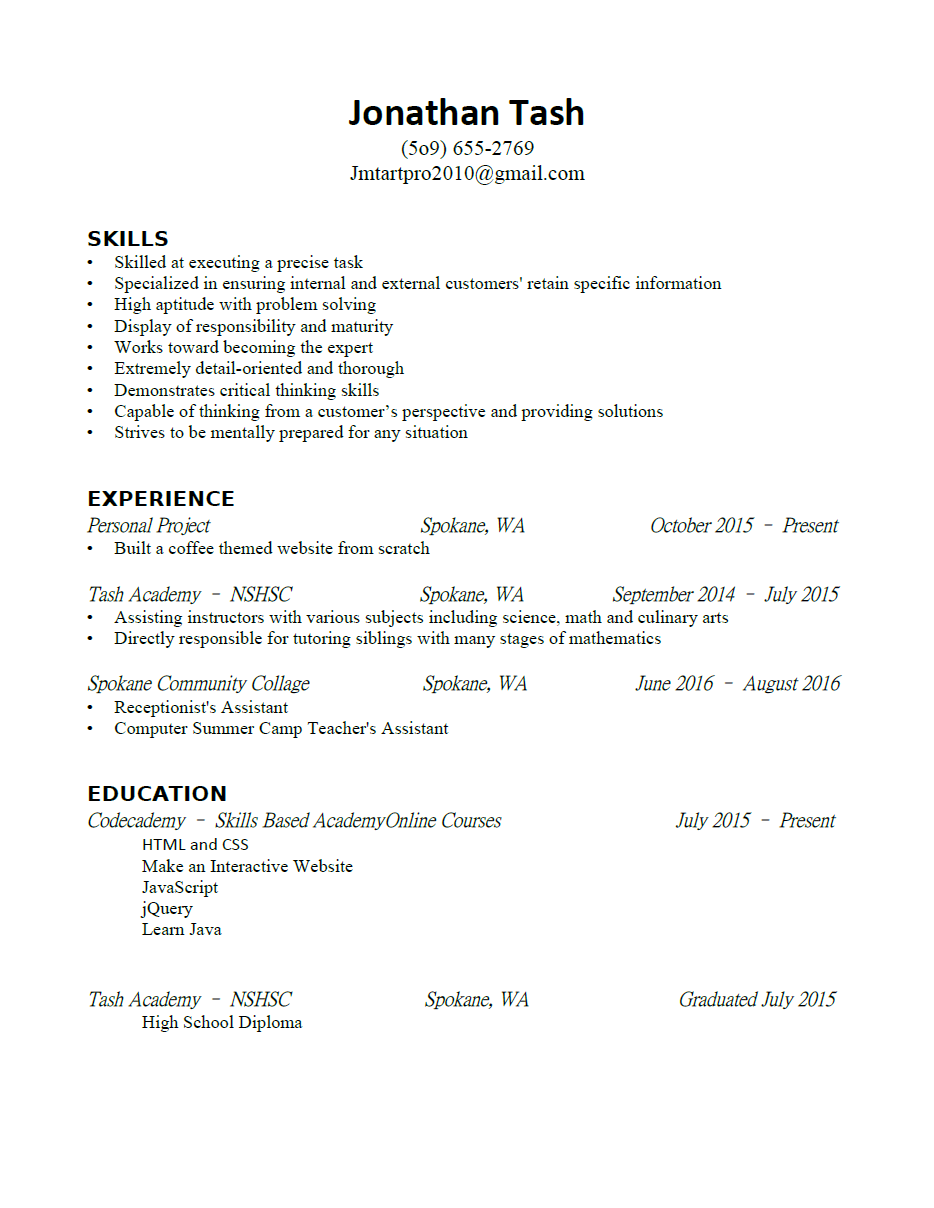 Jonathan Tash
(5o9) 655-2769
Jmtartpro2010@gmail.com
SKILLS
• Skilled at executing a precise task
• Specialized in ensuring internal and external customers' retain specific information
• High aptitude with problem solving
• Display of responsibility and maturity
• Works toward becoming the expert
• Extremely detail-oriented and thorough
• Demonstrates critical thinking skills
• Capable of thinking from a customer’s perspective and providing solutions
• Strives to be mentally prepared for any situation
EXPERIENCE
Personal Project Spokane, WA October 2015 – Present
• Built a coffee themed website from scratch
Tash Academy – NSHSC Spokane, WA September 2014 – July 2015
• Assisting instructors with various subjects including science, math and culinary arts
• Directly responsible for tutoring siblings with many stages of mathematics
Spokane Community Collage Spokane, WA June 2016 – August 2016
• Receptionist's Assistant
• Computer Summer Camp Teacher's Assistant
EDUCATION
Codecademy – Skills Based AcademyOnline Courses July 2015 – Present
HTML and CSS
Make an Interactive Website
JavaScript
jQuery
Learn Java
Tash Academy – NSHSC Spokane, WA Graduated July 2015
High School Diploma